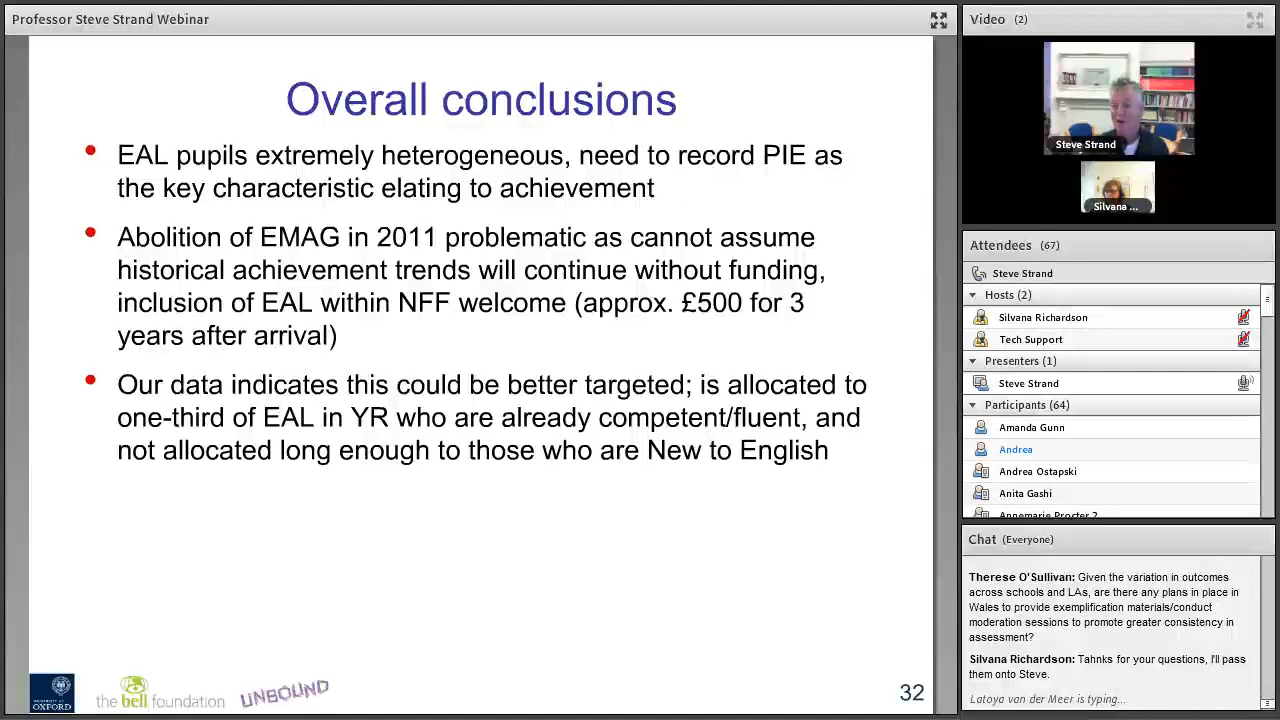 Professor Steve Strand Webinar
Overall conclusions
• EAL pupils extremely heterogeneous, need to record PIE as
the key characteristic elating to achievement
• Abolition of EMAG in 2011 problematic as cannot assume
historical achievement trends will continue without funding,
inclusion of EAL within NFF welcome (approx. £500 for 3
years after arrival)
• Our data indicates this could be better targeted; is allocated to
one-third of EAL in YR who are already competent/fluent, and
not allocated long enough to those who are New to English
UNIVERSITY OF
OXFORD
the bell foundation
UNBOUND
32
Video (2)
Steve Strand
Silvana ...
Attendees (67)
Steve Strand
Hosts (2)
Silvana Richardson
Tech Support
Presenters (1)
Steve Strand
Participants (64)
Amanda Gunn
Andrea
Andrea Ostapski
Anita Gashi
Annemarie Procter 2
Chat (Everyone)
Therese O'Sullivan: Given the variation in outcomes
across schools and LAs, are there any plans in place in
Wales to provide exemplification materials/conduct
moderation sessions to promote greater consistency in
assessment?
Silvana Richardson: Tahnks for your questions, I'll pass
them onto Steve.
Latoya van der Meer is typing...